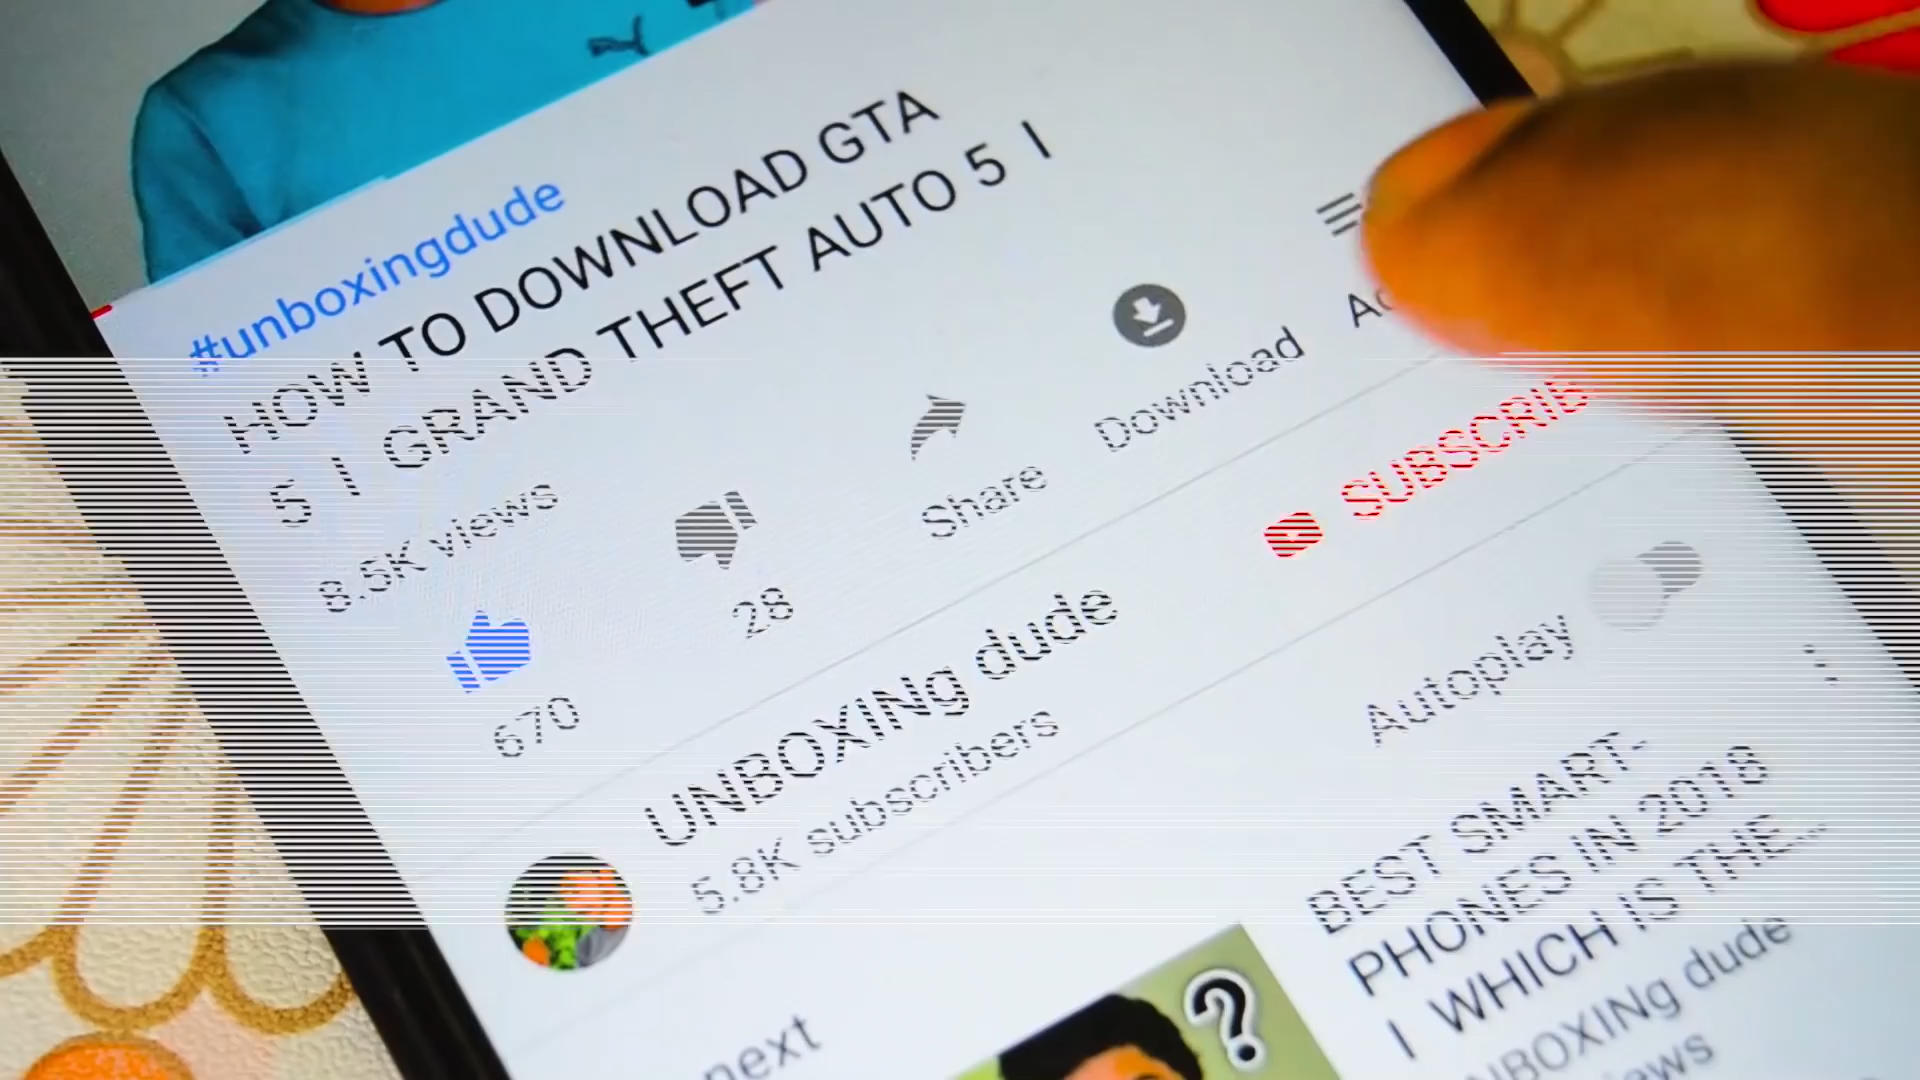 #unboxingdude
HOW TO DOWNLOAD GTA
5 I GRAND THEFT AUTO 5 I
8.5K views
670
28
Share
Download
UNBOXINg dude
5.8K subscribers
SUBSCRIB
Autoplay
next
?
BEST SMART-
PHONES IN 2018
I WHICH IS THE...
UNBOXINg dude